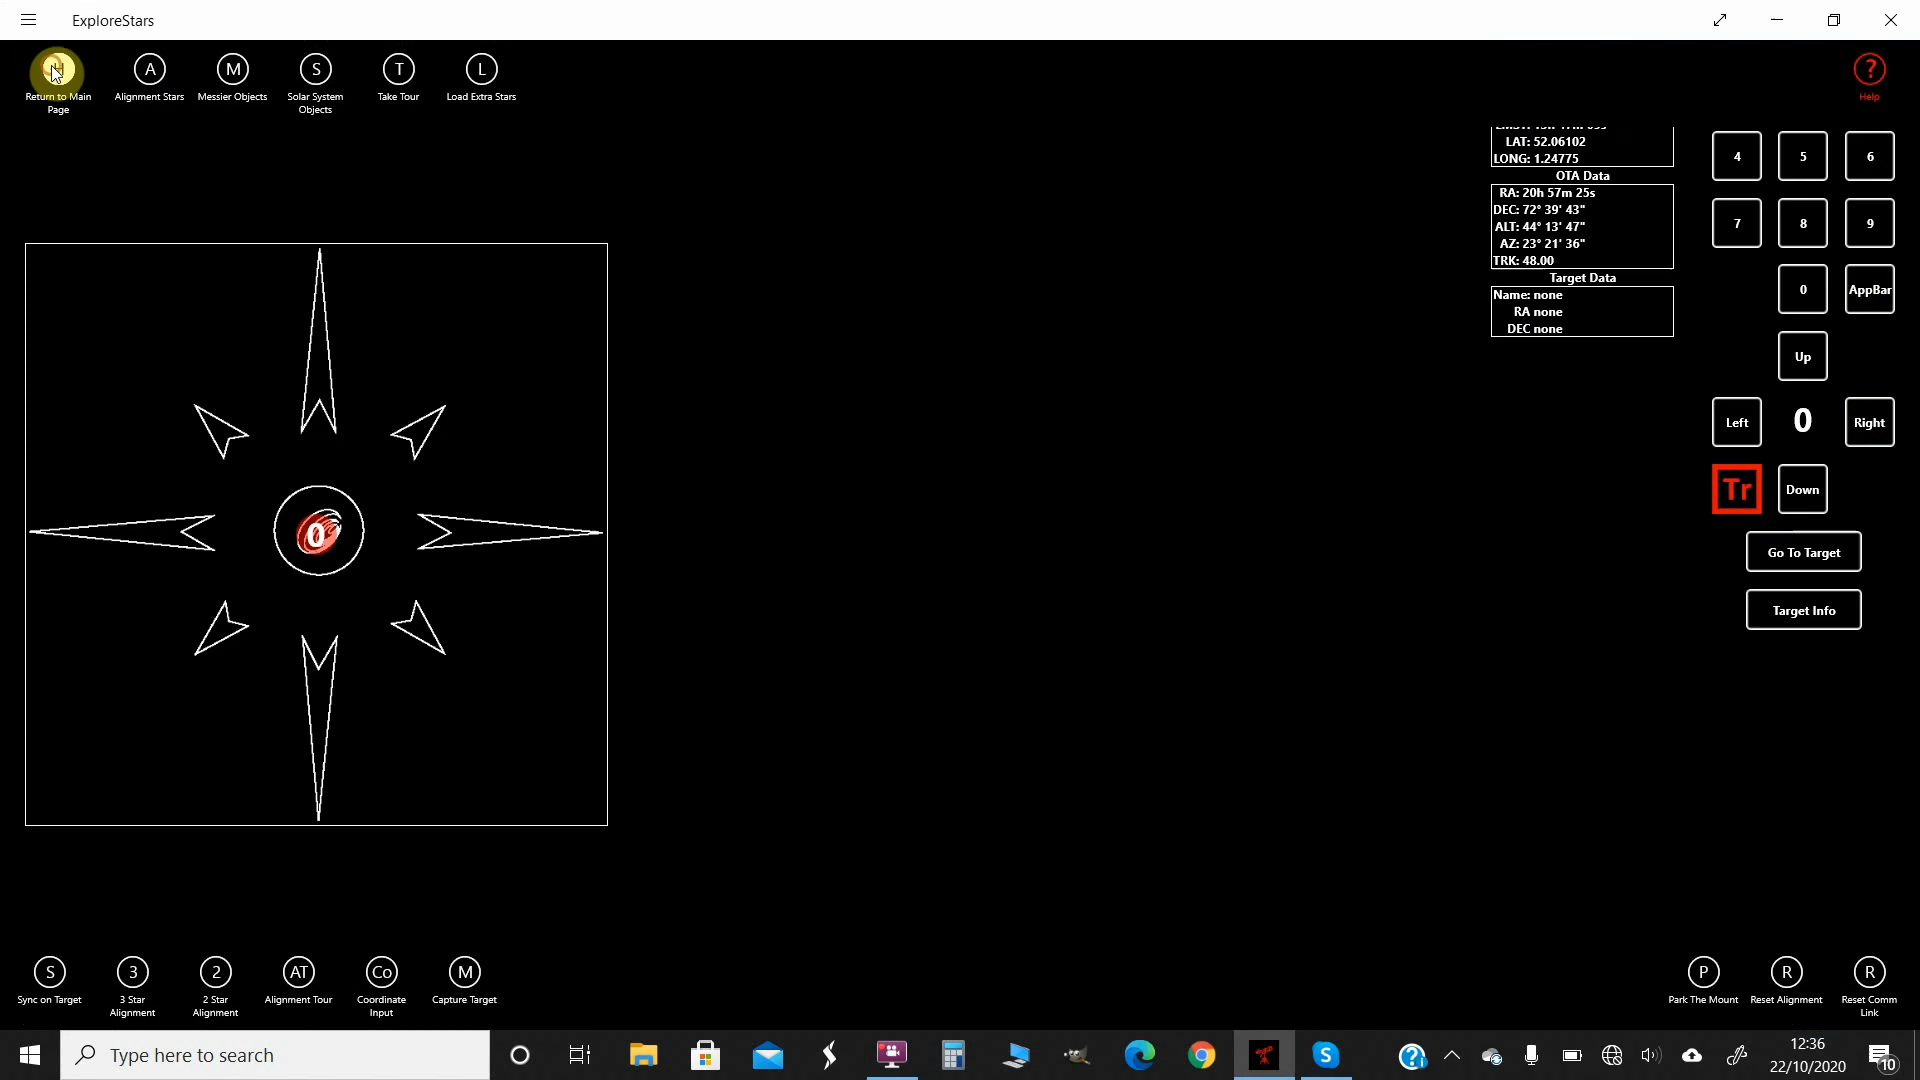 ExploreStars
H
Return to Main
Page
A
Alignment Stars
M
Messier Objects
S
Solar System
Objects
T
Take Tour
L
Load Extra Stars
?
Help
LAT: 52.06102
LONG: 1.24775
OTA Data
RA: 20h 57m 25s
DEC: 72° 39' 43"
ALT: 44° 13' 47"
AZ: 23° 21' 36"
TRK: 48.00
Target Data
Name: none
RA none
DEC none
4 5 6
7 8 9
0 AppBar
Up
Left 0 Right
Tr Down
Go To Target
Target Info
0
S
Sync on Target
3
3 Star
Alignment
2
2 Star
Alignment
AT
Alignment Tour
Co
Coordinate
Input
M
Capture Target
P
Park The Mount
R
Reset Alignment
R
Reset Comm
Link
Type here to search
12:36
22/10/2020
10